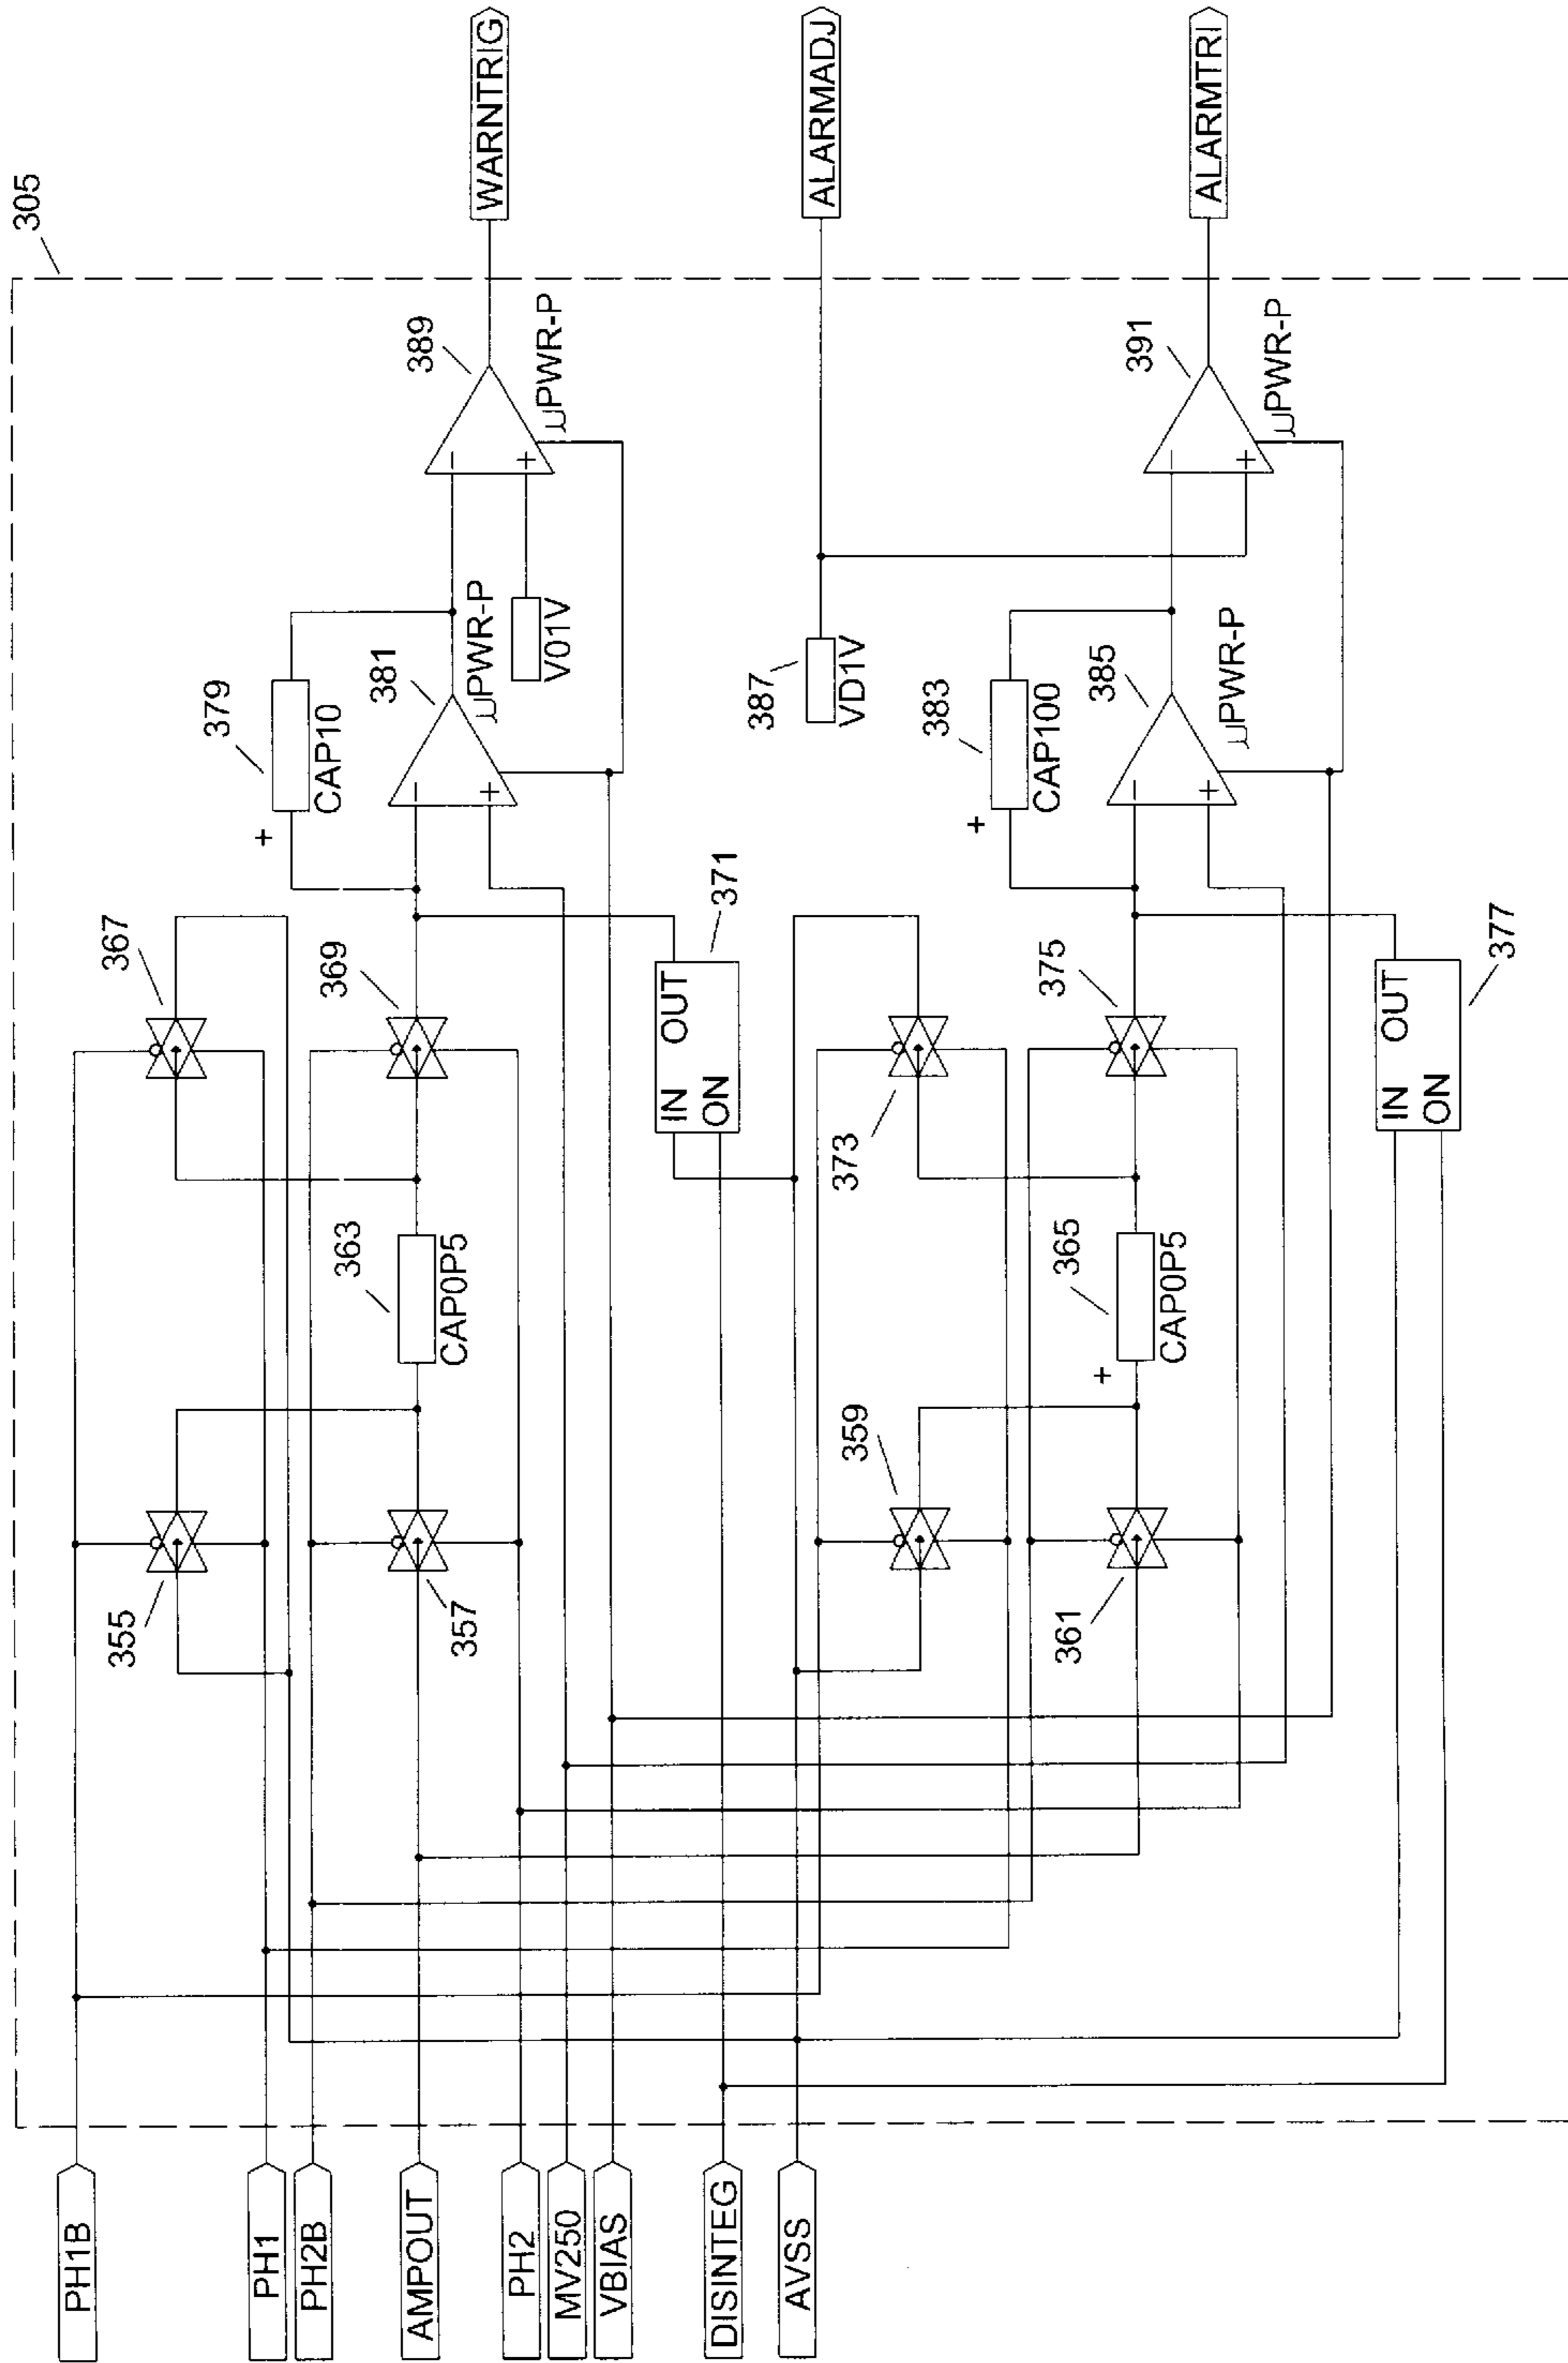 305
PH1B
PH1
PH2B
AMPOUT
PH2
MV250
VBIAS
DISINTEG
AVSS
355
367
357
363
CAP0P5
369
379
+
CAP10
381
−
+
µPWR-P
V01V
389
−
+
µPWR-P
WARNTRIG
371
IN OUT
ON
387
VD1V
ALARMADJ
359
373
361
365
+
CAP0P5
375
383
+
CAP100
385
−
+
µPWR-P
391
−
+
µPWR-P
ALARMTRI
377
IN OUT
ON